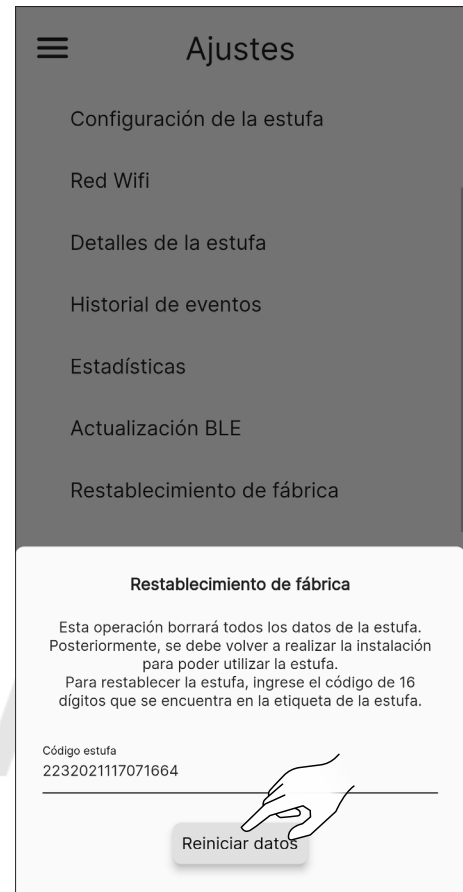 Ajustes
Configuración de la estufa
Red Wifi
Detalles de la estufa
Historial de eventos
Estadísticas
Actualización BLE
Restablecimiento de fábrica
Restablecimiento de fábrica
Esta operación borrará todos los datos de la estufa.
Posteriormente, se debe volver a realizar la instalación
para poder utilizar la estufa.
Para restablecer la estufa, ingrese el código de 16
dígitos que se encuentra en la etiqueta de la estufa.
Código estufa
2232021117071664
Reiniciar datos